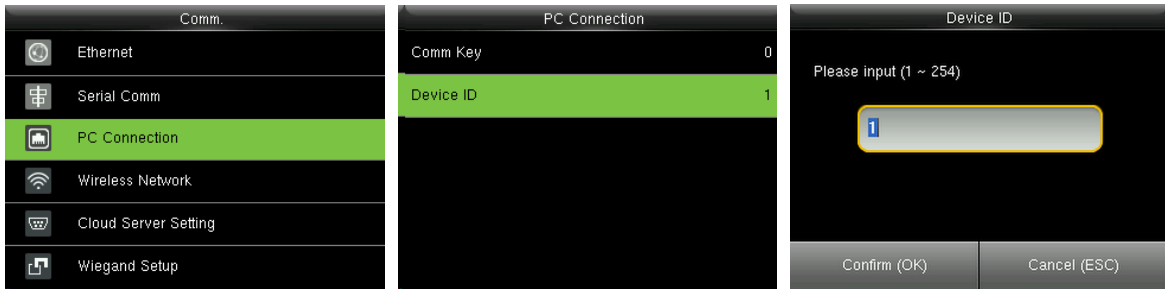 Comm.
Ethernet
Serial Comm
PC Connection
Wireless Network
Cloud Server Setting
Wiegand Setup
PC Connection
Comm Key 0
Device ID 1
Device ID
Please input (1 ~ 254)
1
Confirm (OK) Cancel (ESC)